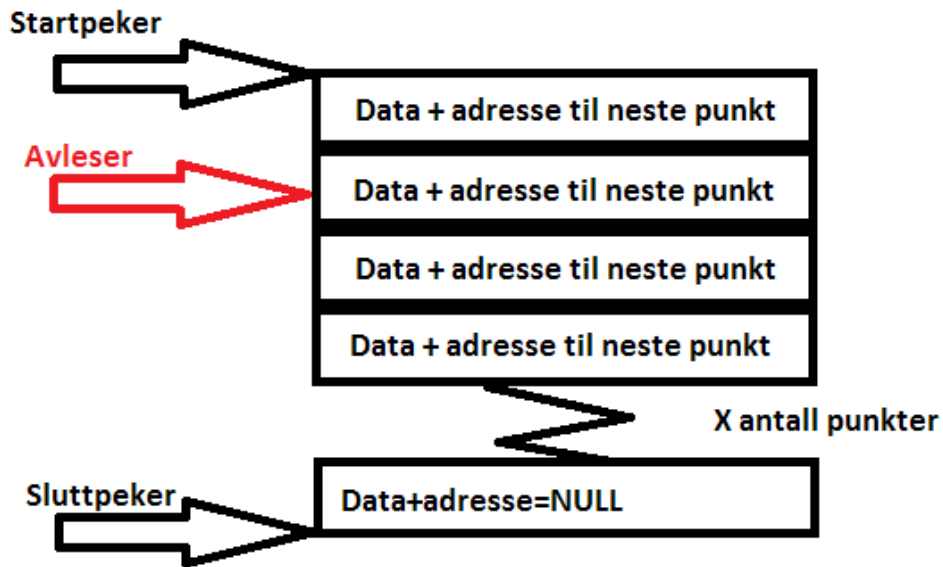 Startpeker
Data + adresse til neste punkt
Avleser
Data + adresse til neste punkt
Data + adresse til neste punkt
Data + adresse til neste punkt
X antall punkter
Sluttpeker
Data+adresse=NULL